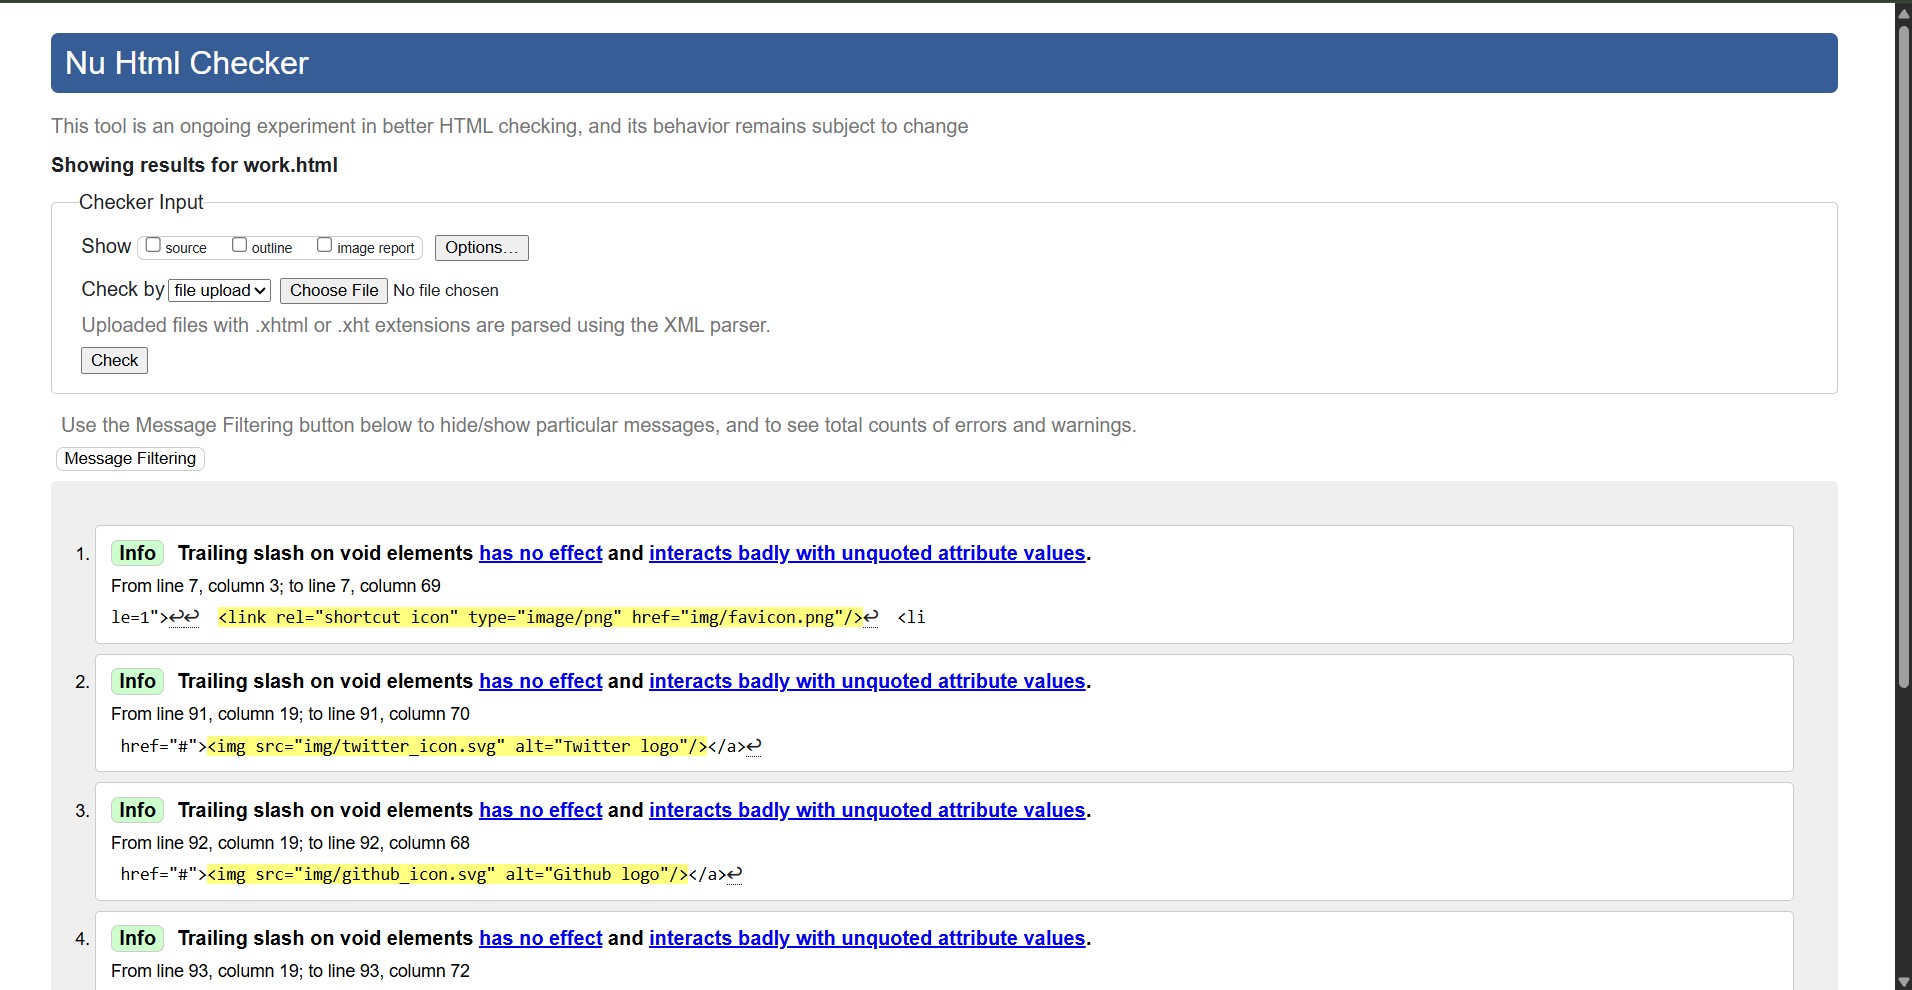 Nu Html Checker
This tool is an ongoing experiment in better HTML checking, and its behavior remains subject to change
Showing results for work.html
Checker Input
Show source outline image report Options...
Check by file upload Choose File No file chosen
Uploaded files with .xhtml or .xht extensions are parsed using the XML parser.
Check
Use the Message Filtering button below to hide/show particular messages, and to see total counts of errors and warnings.
Message Filtering
1. Info Trailing slash on void elements has no effect and interacts badly with unquoted attribute values.
From line 7, column 3; to line 7, column 69
le=1">↩↩ <link rel="shortcut icon" type="image/png" href="img/favicon.png"/>↩ <li
2. Info Trailing slash on void elements has no effect and interacts badly with unquoted attribute values.
From line 91, column 19; to line 91, column 70
href="#"><img src="img/twitter_icon.svg" alt="Twitter logo"/></a>↩
3. Info Trailing slash on void elements has no effect and interacts badly with unquoted attribute values.
From line 92, column 19; to line 92, column 68
href="#"><img src="img/github_icon.svg" alt="Github logo"/></a>↩
4. Info Trailing slash on void elements has no effect and interacts badly with unquoted attribute values.
From line 93, column 19; to line 93, column 72